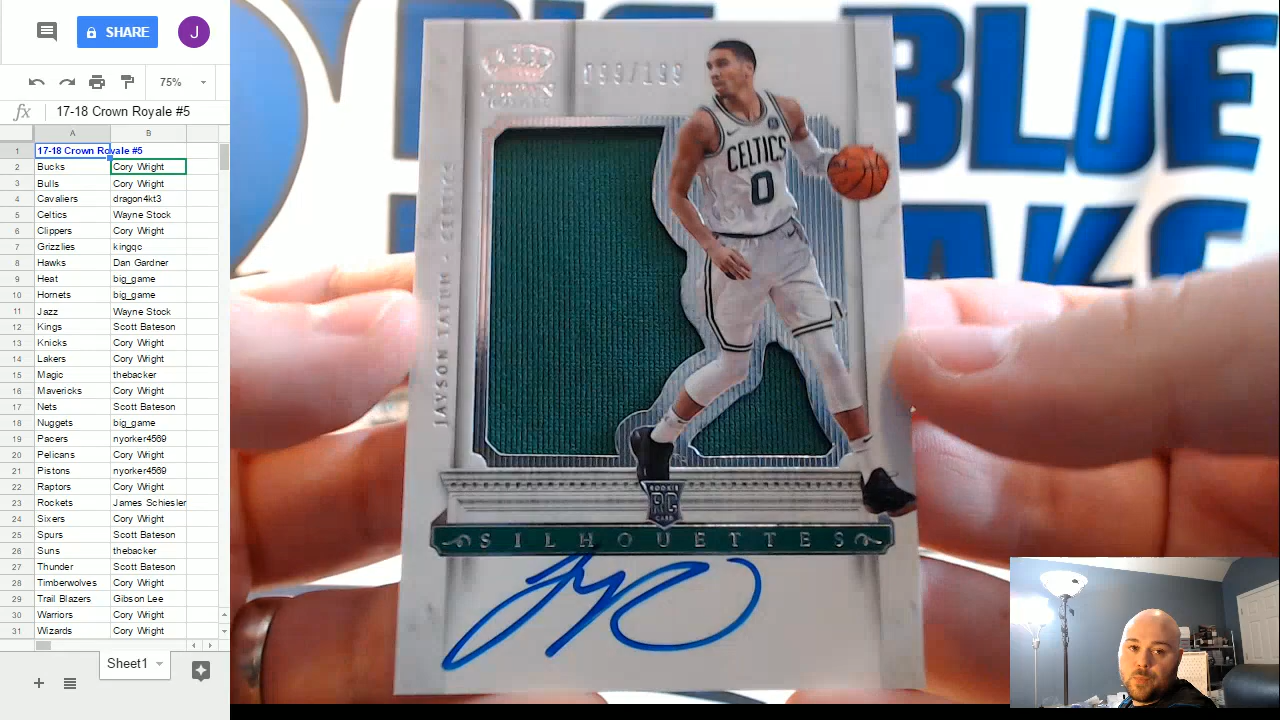 SHARE
J
75%
fx 17-18 Crown Royale #5
A B
1 17-18 Crown Royale #5
2 Bucks Cory Wright
3 Bulls Cory Wright
4 Cavaliers dragon4kt3
5 Celtics Wayne Stock
6 Clippers Cory Wright
7 Grizzlies kingqc
8 Hawks Dan Gardner
9 Heat big_game
10 Hornets big_game
11 Jazz Wayne Stock
12 Kings Scott Bateson
13 Knicks Cory Wright
14 Lakers Cory Wright
15 Magic thebacker
16 Mavericks Cory Wright
17 Nets Scott Bateson
18 Nuggets big_game
19 Pacers nyorker4569
20 Pelicans Cory Wright
21 Pistons nyorker4569
22 Raptors Cory Wright
23 Rockets James Schiesler
24 Sixers Cory Wright
25 Spurs Scott Bateson
26 Suns thebacker
27 Thunder Scott Bateson
28 Timberwolves Cory Wright
29 Trail Blazers Gibson Lee
30 Warriors Cory Wright
31 Wizards Cory Wright
Sheet1
BLUE
CROWN
099/199
JAYSON TATUM - CELTICS
CELTICS
0
ROOKIE
RC
CARD
SILHOUETTES